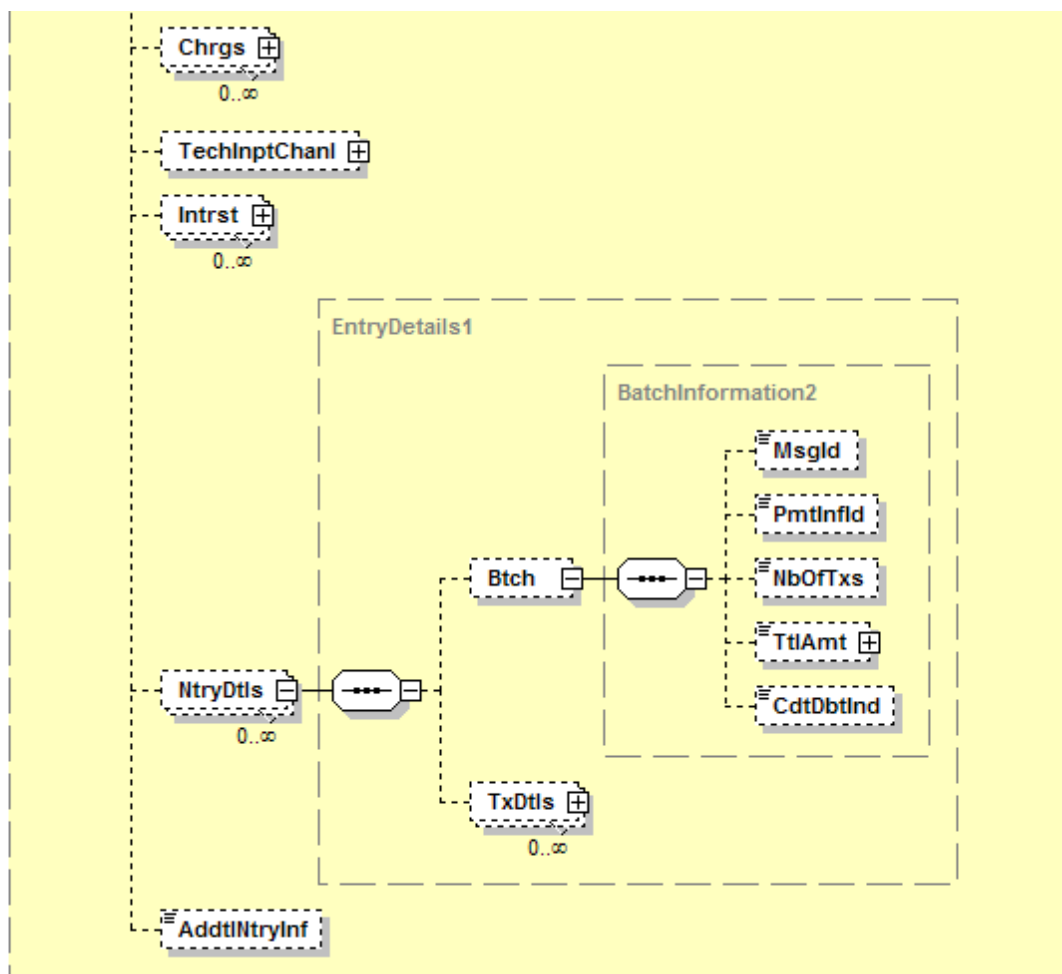 Chrgs
0..∞
TechInptChanl
Intrst
0..∞
EntryDetails1
BatchInformation2
MsgId
PmtInfId
NbOfTxs
TtlAmt
CdtDbtInd
Btch
NtryDtls
0..∞
TxDtls
0..∞
AddtlNtryInf